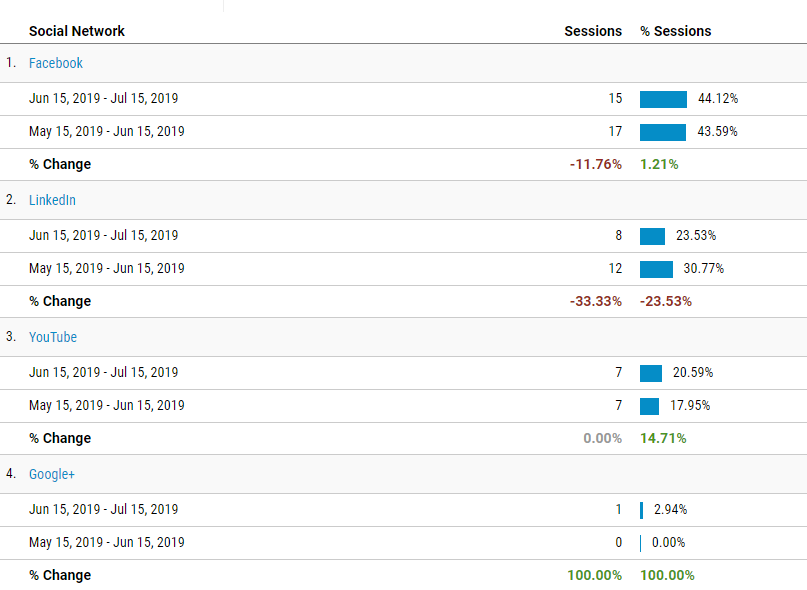 Social Network Sessions % Sessions
1. Facebook
Jun 15, 2019 - Jul 15, 2019 15 44.12%
May 15, 2019 - Jun 15, 2019 17 43.59%
% Change -11.76% 1.21%
2. LinkedIn
Jun 15, 2019 - Jul 15, 2019 8 23.53%
May 15, 2019 - Jun 15, 2019 12 30.77%
% Change -33.33% -23.53%
3. YouTube
Jun 15, 2019 - Jul 15, 2019 7 20.59%
May 15, 2019 - Jun 15, 2019 7 17.95%
% Change 0.00% 14.71%
4. Google+
Jun 15, 2019 - Jul 15, 2019 1 2.94%
May 15, 2019 - Jun 15, 2019 0 0.00%
% Change 100.00% 100.00%